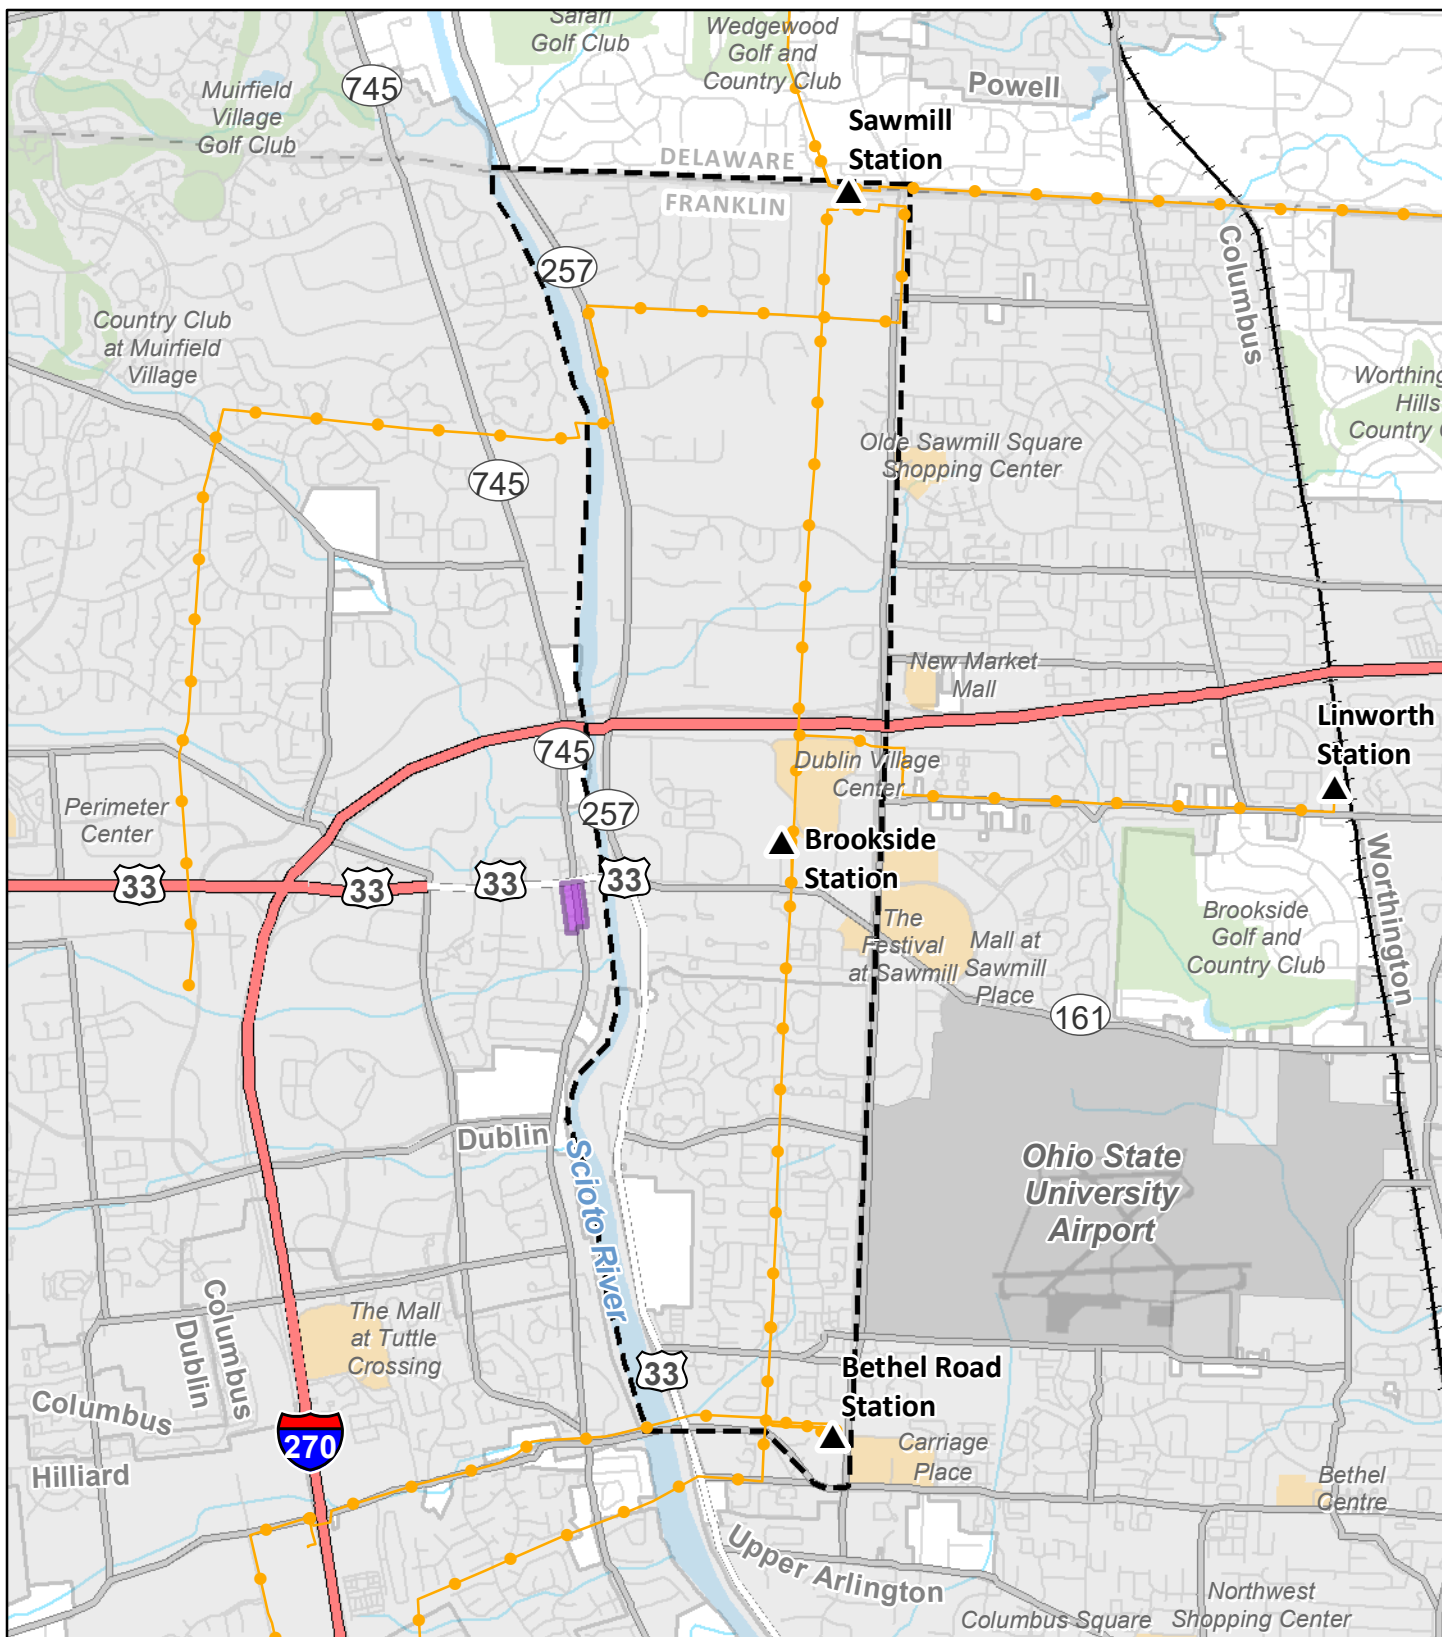 Safari
Golf Club
Wedgewood
Golf and
Country Club
Powell
745
Muirfield
Village
Golf Club
Sawmill
Station
DELAWARE
FRANKLIN
257
Columbus
Country Club
at Muirfield
Village
Worthing
Hills
Country
Olde Sawmill Square
Shopping Center
745
New Market
Mall
Linworth
Station
745
Dublin Village
Center
257
Perimeter
Center
Brookside
Station
33
33
33
33
Worthington
The
Festival
at Sawmill
Mall at
Sawmill
Place
Brookside
Golf and
Country Club
161
Dublin
Scioto River
Ohio State
University
Airport
Columbus
Dublin
The Mall
at Tuttle
Crossing
33
Bethel Road
Station
Columbus
Hilliard
270
Carriage
Place
Bethel
Centre
Upper Arlington
Columbus Square
Northwest
Shopping Center